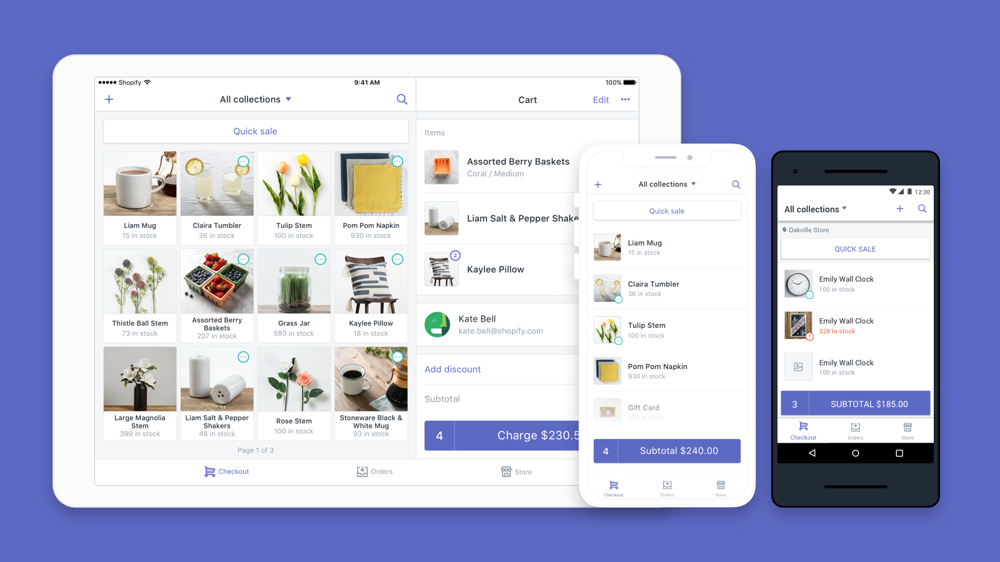 Shopify
9:41 AM
100%
All collections
Cart
Edit
Quick sale
Items
Liam Mug
15 in stock
Claira Tumbler
36 in stock
Tulip Stem
100 in stock
Pom Pom Napkin
930 in stock
Thistle Ball Stem
73 in stock
Assorted Berry
Baskets
207 in stock
Grass Jar
593 in stock
Kaylee Pillow
18 in stock
Large Magnolia
Stem
399 in stock
Liam Salt & Pepper
Shakers
48 in stock
Rose Stem
100 in stock
Stoneware Black &
White Mug
93 in stock
Page 1 of 3
Assorted Berry Baskets
Coral / Medium
Liam Salt & Pepper Shake
2
Kaylee Pillow
Kate Bell
kate.bell@shopify.com
Add discount
Subtotal
4
Charge $230.5
Checkout
Orders
Store
All collections
Quick sale
Liam Mug
15 in stock
Claira Tumbler
36 in stock
Tulip Stem
100 in stock
Pom Pom Napkin
930 in stock
Gift Card
100 in stock
4
Subtotal $240.00
Checkout
Orders
Store
12:30
All collections
Oakville Store
QUICK SALE
Emily Wall Clock
100 in stock
Emily Wall Clock
328 In stock
Emily Wall Clock
100 in stock
3
SUBTOTAL $185.00
Checkout
Orders
Store